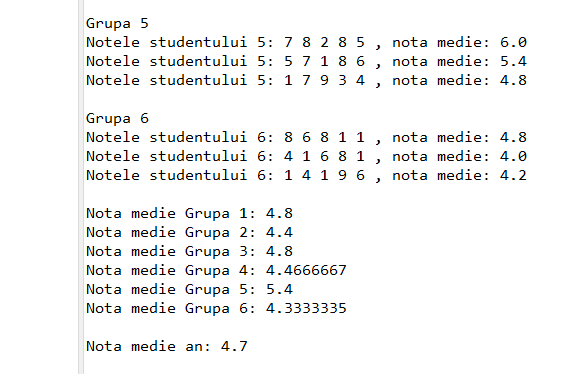 Grupa 5
Notele studentului 5: 7 8 2 8 5 , nota medie: 6.0
Notele studentului 5: 5 7 1 8 6 , nota medie: 5.4
Notele studentului 5: 1 7 9 3 4 , nota medie: 4.8
Grupa 6
Notele studentului 6: 8 6 8 1 1 , nota medie: 4.8
Notele studentului 6: 4 1 6 8 1 , nota medie: 4.0
Notele studentului 6: 1 4 1 9 6 , nota medie: 4.2
Nota medie Grupa 1: 4.8
Nota medie Grupa 2: 4.4
Nota medie Grupa 3: 4.8
Nota medie Grupa 4: 4.4666667
Nota medie Grupa 5: 5.4
Nota medie Grupa 6: 4.3333335
Nota medie an: 4.7